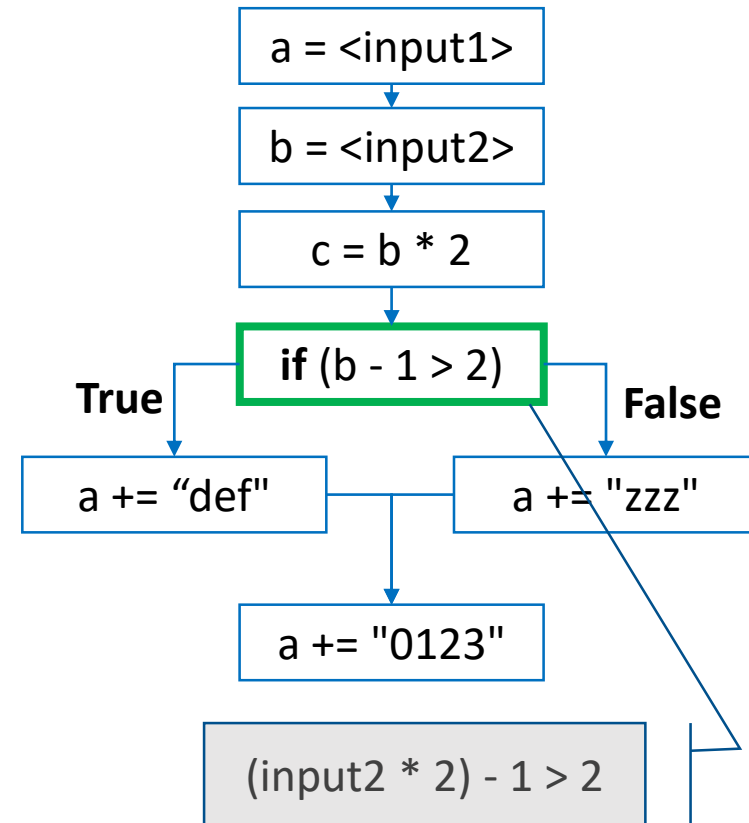 a = <input1>
b = <input2>
c = b * 2
if (b - 1 > 2)
True
False
a += “def"
a += "zzz"
a += "0123"
(input2 * 2) - 1 > 2